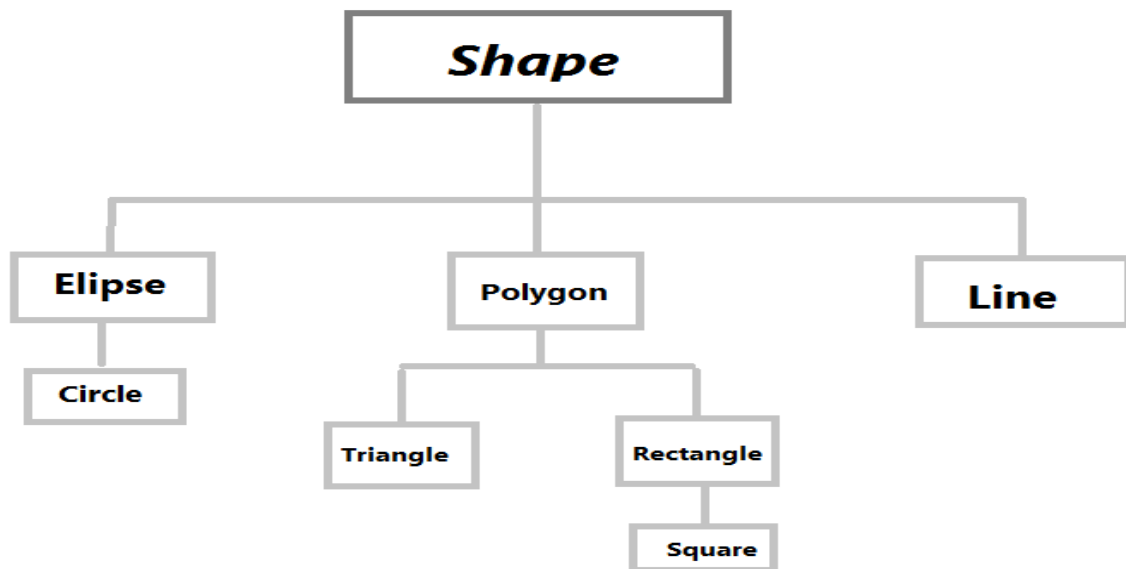 Shape
Elipse
Polygon
Line
Circle
Triangle
Rectangle
Square